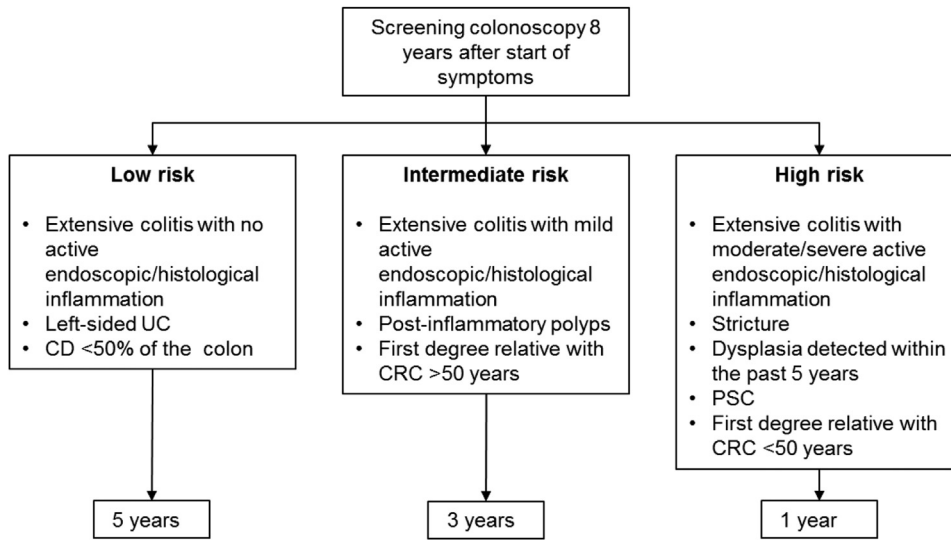 Screening colonoscopy 8
years after start of
symptoms
Low risk
• Extensive colitis with no
active
endoscopic/histological
inflammation
• Left-sided UC
• CD <50% of the colon
5 years
Intermediate risk
• Extensive colitis with mild
active
endoscopic/histological
inflammation
• Post-inflammatory polyps
• First degree relative with
CRC >50 years
3 years
High risk
• Extensive colitis with
moderate/severe active
endoscopic/histological
inflammation
• Stricture
• Dysplasia detected within
the past 5 years
• PSC
• First degree relative with
CRC <50 years
1 year